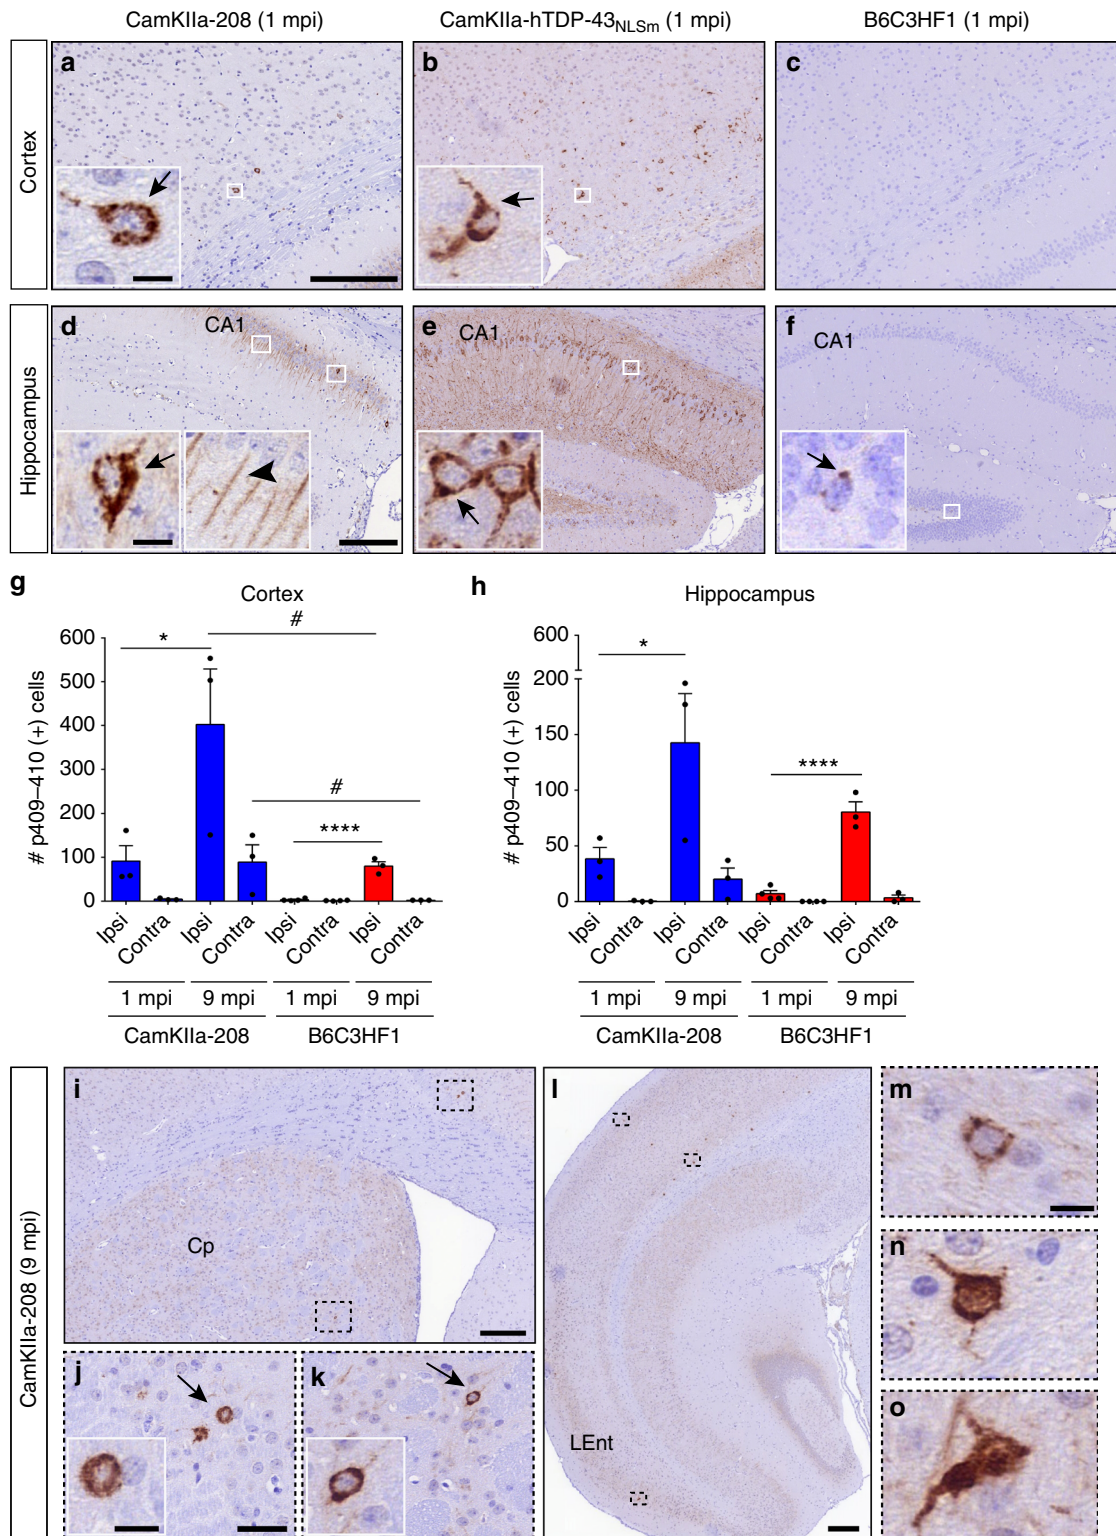 CamKIIa-208 (1 mpi) CamKIIa-hTDP-43NLSm (1 mpi) B6C3HF1 (1 mpi)
Cortex
a b c
Hippocampus
d CA1 e CA1 f CA1
g Cortex
# p409–410 (+) cells
600
500
400
300
200
100
0
* # # ****
Ipsi Contra Ipsi Contra Ipsi Contra Ipsi Contra
1 mpi 9 mpi 1 mpi 9 mpi
CamKIIa-208 B6C3HF1
h Hippocampus
# p409–410 (+) cells
600
200
150
100
50
0
* ****
Ipsi Contra Ipsi Contra Ipsi Contra Ipsi Contra
1 mpi 9 mpi 1 mpi 9 mpi
CamKIIa-208 B6C3HF1
CamKIIa-208 (9 mpi)
i
Cp
j k
l
LEnt
m
n
o